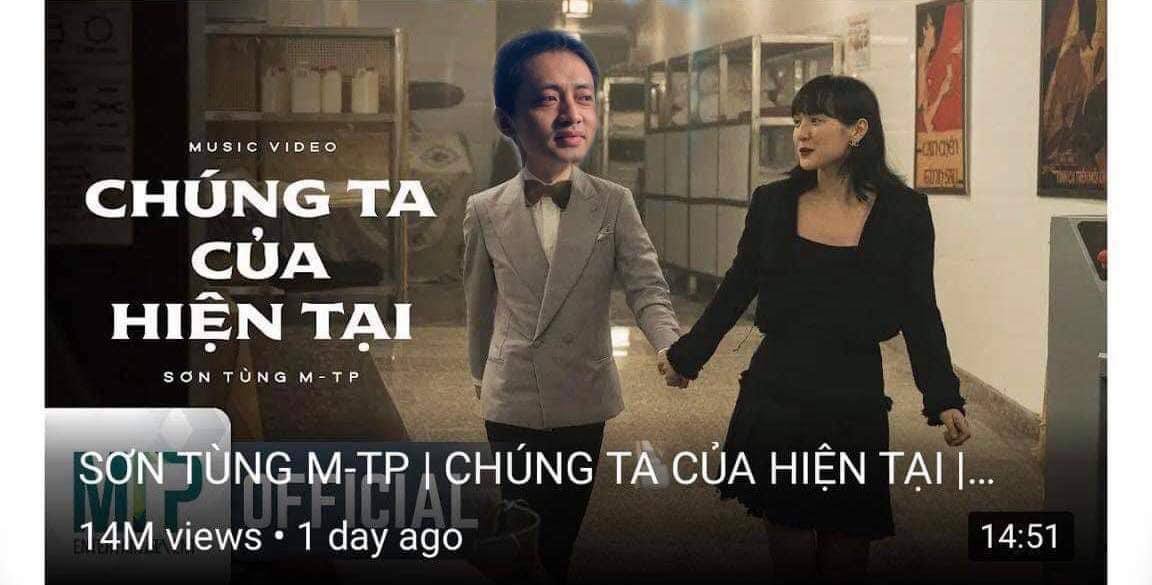 MUSIC VIDEO
CHÚNG TA
CỦA
HIỆN TẠI
SƠN TÙNG M-TP
SƠN TÙNG M-TP | CHÚNG TA CỦA HIỆN TẠI |...
OFFICIAL
14M views • 1 day ago
14:51